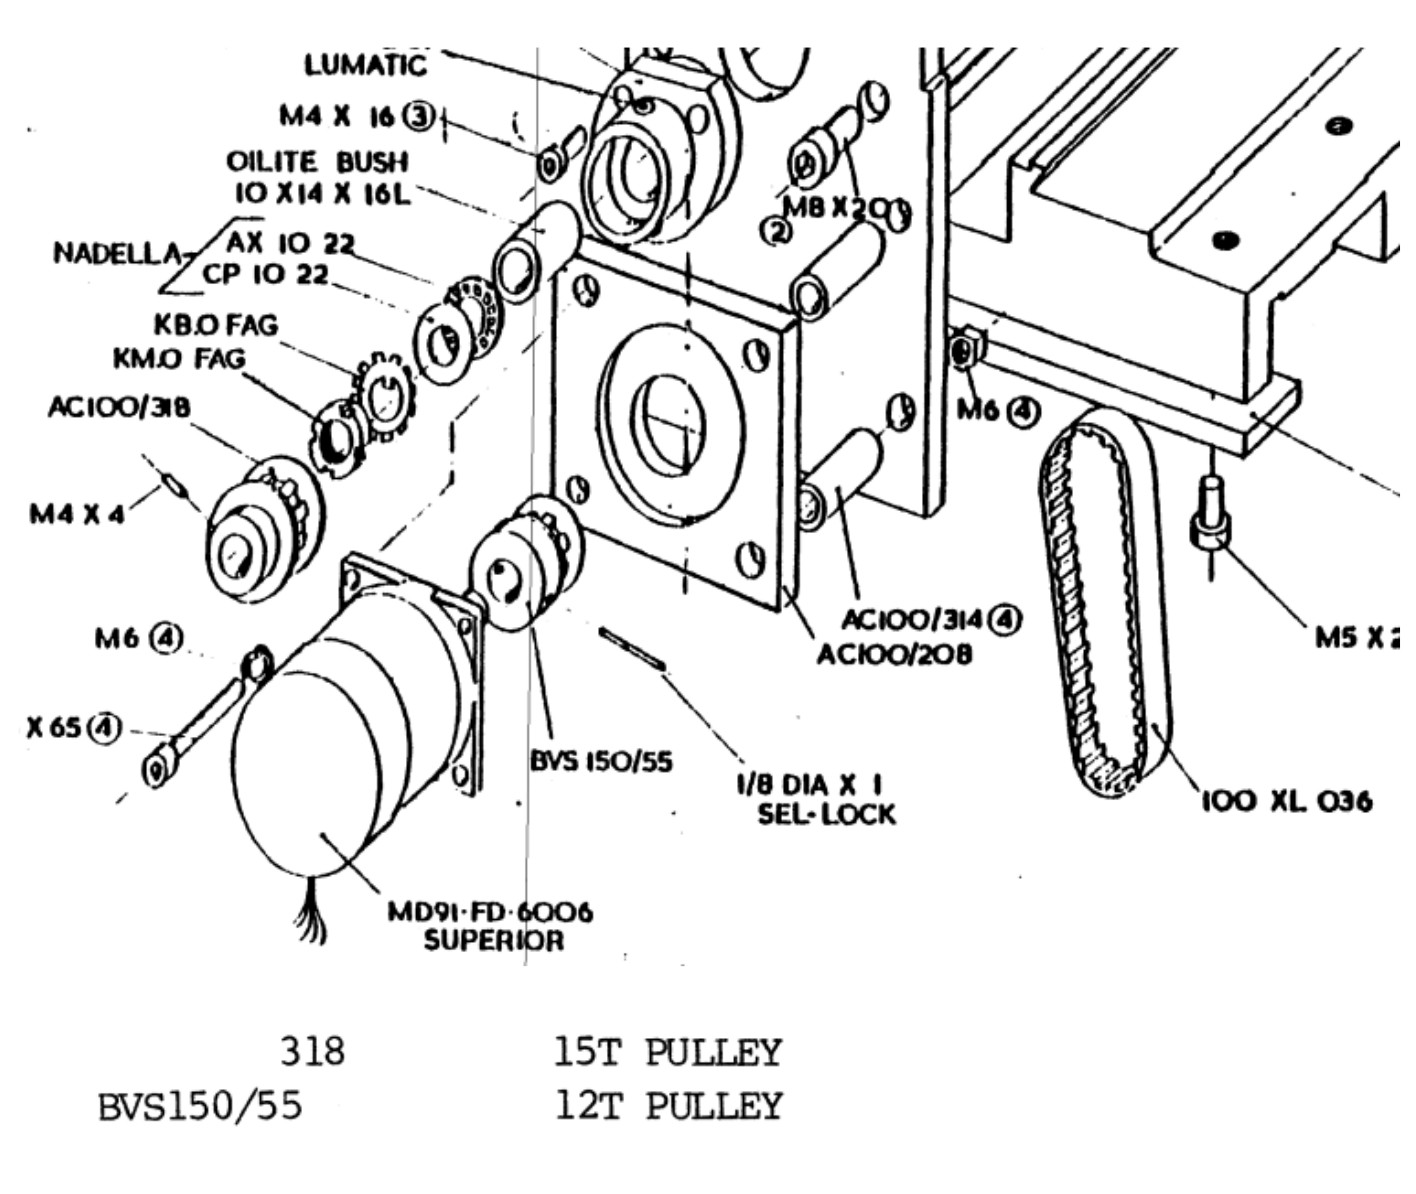 LUMATIC
M4 X 16 ③
OILITE BUSH
10 X 14 X 16L
NADELLA
AX 10 22
CP 10 22
KB.O FAG
KM.O FAG
AC100/318
M4 X 4
M6 ④
X 65 ④
M8 X 20
②
M6 ④
AC100/314 ④
AC100/208
M5 X 2
BVS 150/55
1/8 DIA X 1
SEL-LOCK
100 XL 036
MD91·FD·6006
SUPERIOR
318 15T PULLEY
BVS150/55 12T PULLEY